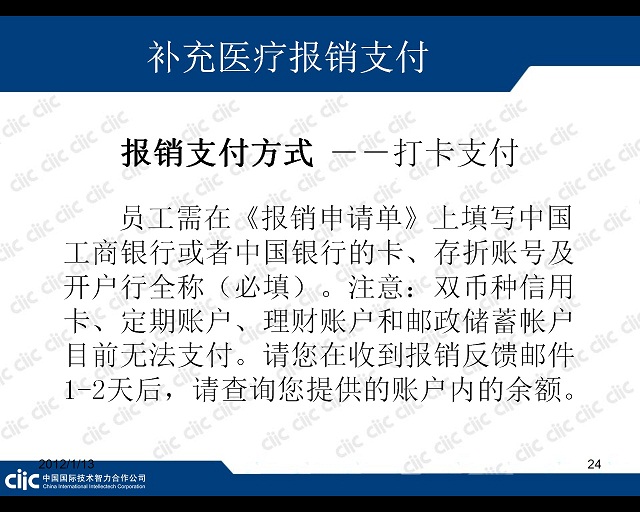 补充医疗报销支付
报销支付方式 －－打卡支付
员工需在《报销申请单》上填写中国
工商银行或者中国银行的卡、存折账号及
开户行全称（必填）。注意：双币种信用
卡、定期账户、理财账户和邮政储蓄帐户
目前无法支付。请您在收到报销反馈邮件
1-2天后，请查询您提供的账户内的余额。
2012/1/13
24
ciic 中国国际技术智力合作公司
China International Intellectech Corporation